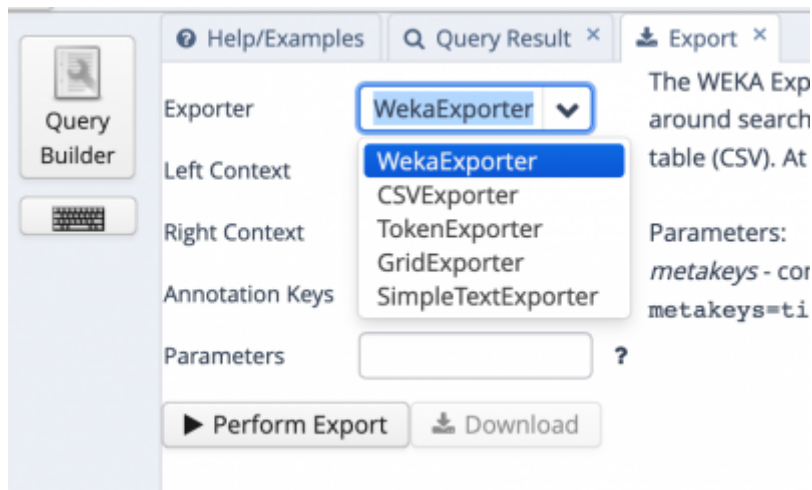 Help/Examples
Query Result ×
Export ×
Query
Builder
Exporter
WekaExporter
WekaExporter
CSVExporter
TokenExporter
GridExporter
SimpleTextExporter
Left Context
Right Context
Annotation Keys
Parameters
?
Perform Export
Download
The WEKA Exp
around search
table (CSV). At
Parameters:
metakeys - cor
metakeys=ti